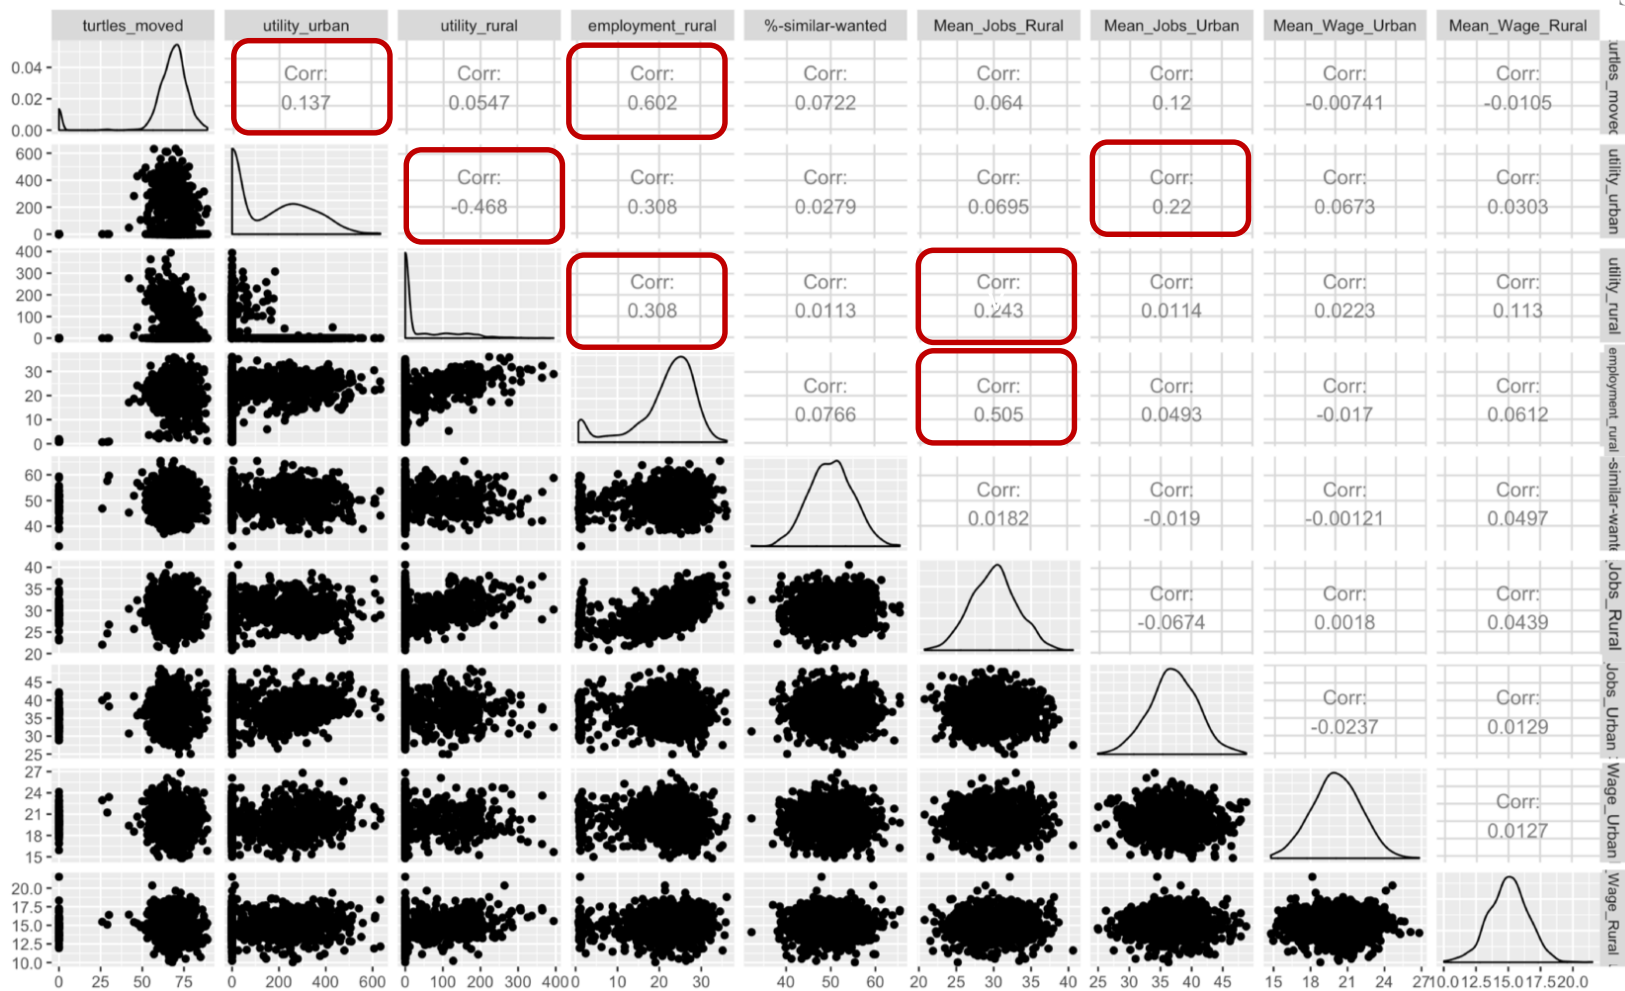 turtles_moved utility_urban utility_rural employment_rural %-similar-wanted Mean_Jobs_Rural Mean_Jobs_Urban Mean_Wage_Urban Mean_Wage_Rural
0.04
0.02
0.00
Corr: Corr: Corr: Corr: Corr: Corr: Corr: Corr:
0.137 0.0547 0.602 0.0722 0.064 0.12 -0.00741 -0.0105
turtles_moved
600
400
200
0
Corr: Corr: Corr: Corr: Corr: Corr: Corr:
-0.468 0.308 0.0279 0.0695 0.22 0.0673 0.0303
utility_urban
400
300
200
100
0
Corr: Corr: Corr: Corr: Corr: Corr:
0.308 0.0113 0.243 0.0114 0.0223 0.113
utility_rural
30
20
10
0
Corr: Corr: Corr: Corr: Corr:
0.0766 0.505 0.0493 -0.017 0.0612
employment_rural
60
50
40
Corr: Corr: Corr: Corr:
0.0182 -0.019 -0.00121 0.0497
-similar-wante
40
35
30
25
20
Corr: Corr: Corr:
-0.0674 0.0018 0.0439
Jobs_Rural
45
40
35
30
25
Corr: Corr:
-0.0237 0.0129
Jobs_Urban
27
24
21
18
15
Corr:
0.0127
Wage_Urban
20.0
17.5
15.0
12.5
10.0
Wage_Rural
0 25 50 75 0 200 400 600 0 100 200 300 400 0 10 20 30 40 50 60 20 25 30 35 40 25 30 35 40 45 15 18 21 24 27 10.0 12.5 15.0 17.5 20.0